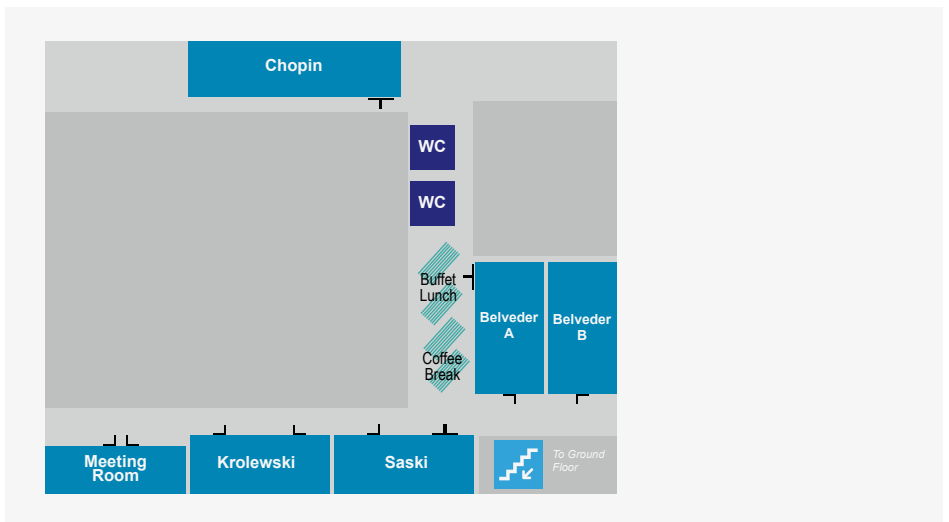 Chopin
WC
WC
Buffet
Lunch
Belveder
A
Belveder
B
Coffee
Break
Meeting
Room
Krolewski
Saski
To Ground
Floor